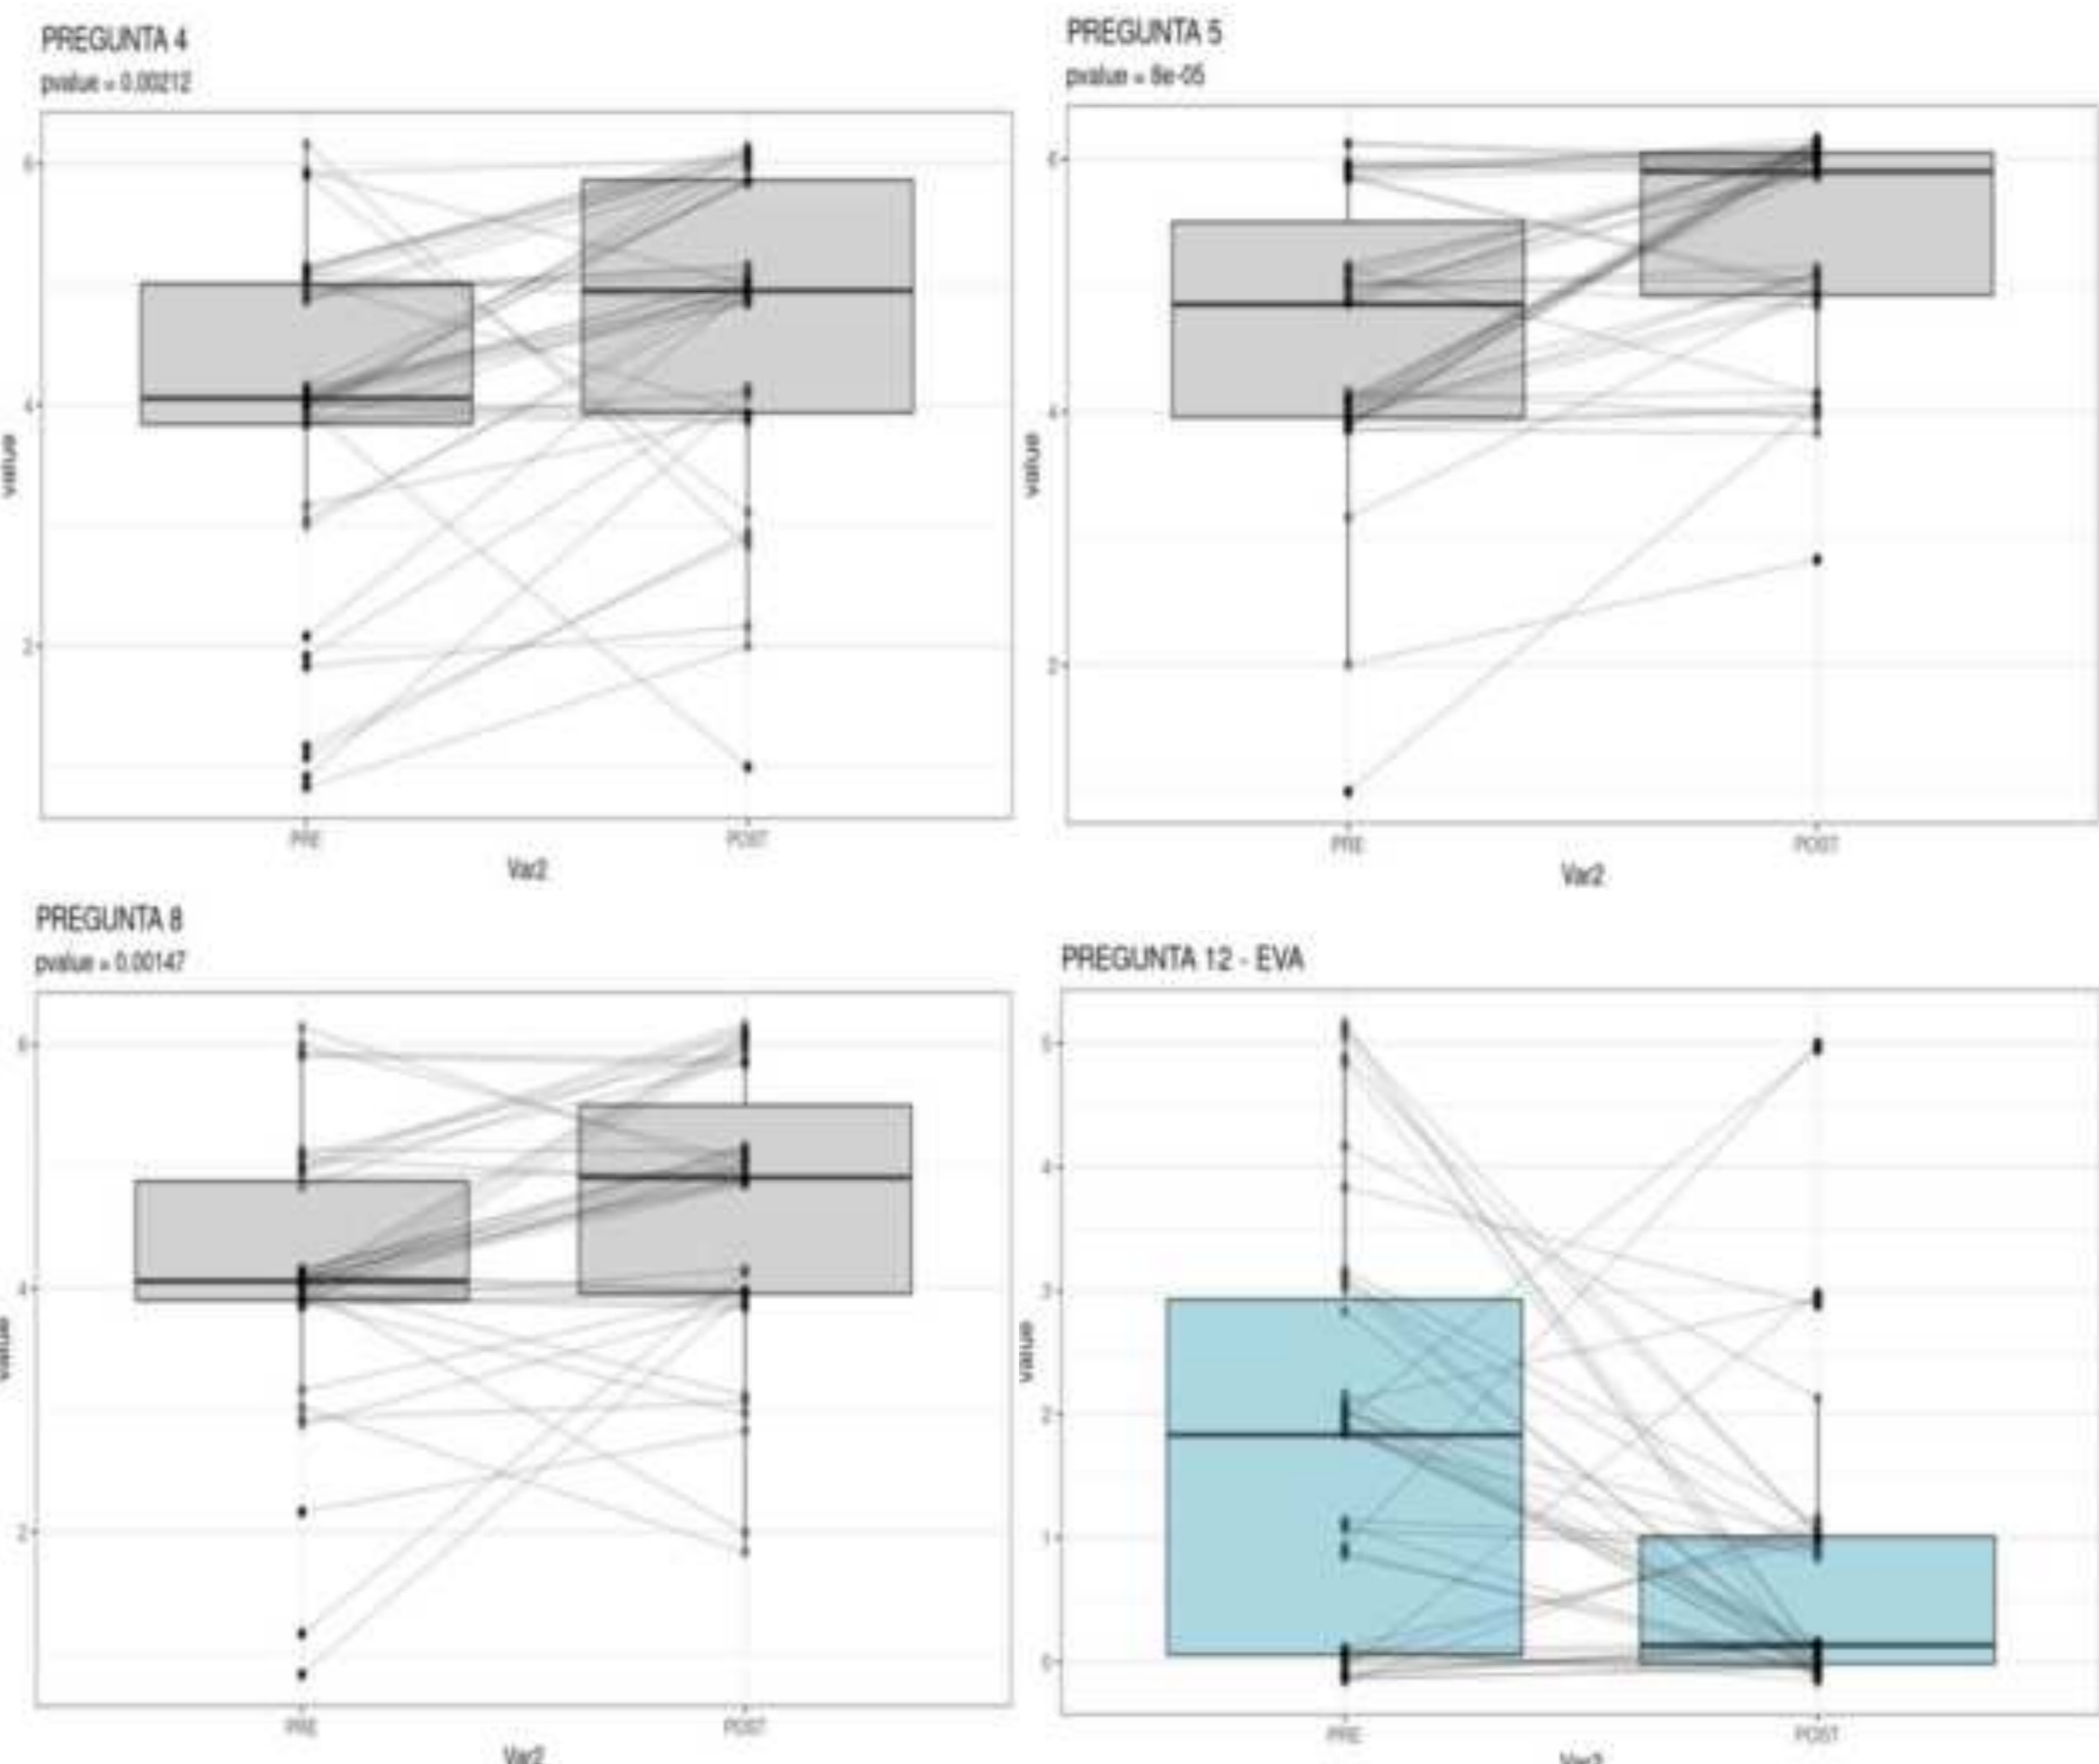 PREGUNTA 4
pvalue = 0.00212
6
4
2
value
PRE
POST
Var2
PREGUNTA 5
pvalue = 8e-05
6
4
2
value
PRE
POST
Var2
PREGUNTA 8
pvalue = 0.00147
6
4
2
value
PRE
POST
Var2
PREGUNTA 12 - EVA
5
4
3
2
1
0
value
PRE
POST
Var2